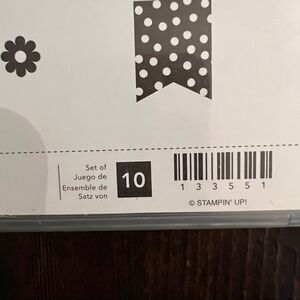 Set of
Juego de
Ensemble de
Satz von
10
133551
© STAMPIN' UP!